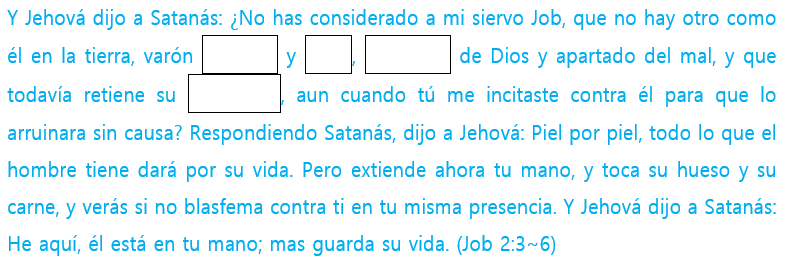 Y Jehová dijo a Satanás: ¿No has considerado a mi siervo Job, que no hay otro como
él en la tierra, varón y , de Dios y apartado del mal, y que
todavía retiene su , aun cuando tú me incitaste contra él para que lo
arruinara sin causa? Respondiendo Satanás, dijo a Jehová: Piel por piel, todo lo que el
hombre tiene dará por su vida. Pero extiende ahora tu mano, y toca su hueso y su
carne, y verás si no blasfema contra ti en tu misma presencia. Y Jehová dijo a Satanás:
He aquí, él está en tu mano; mas guarda su vida. (Job 2:3~6)